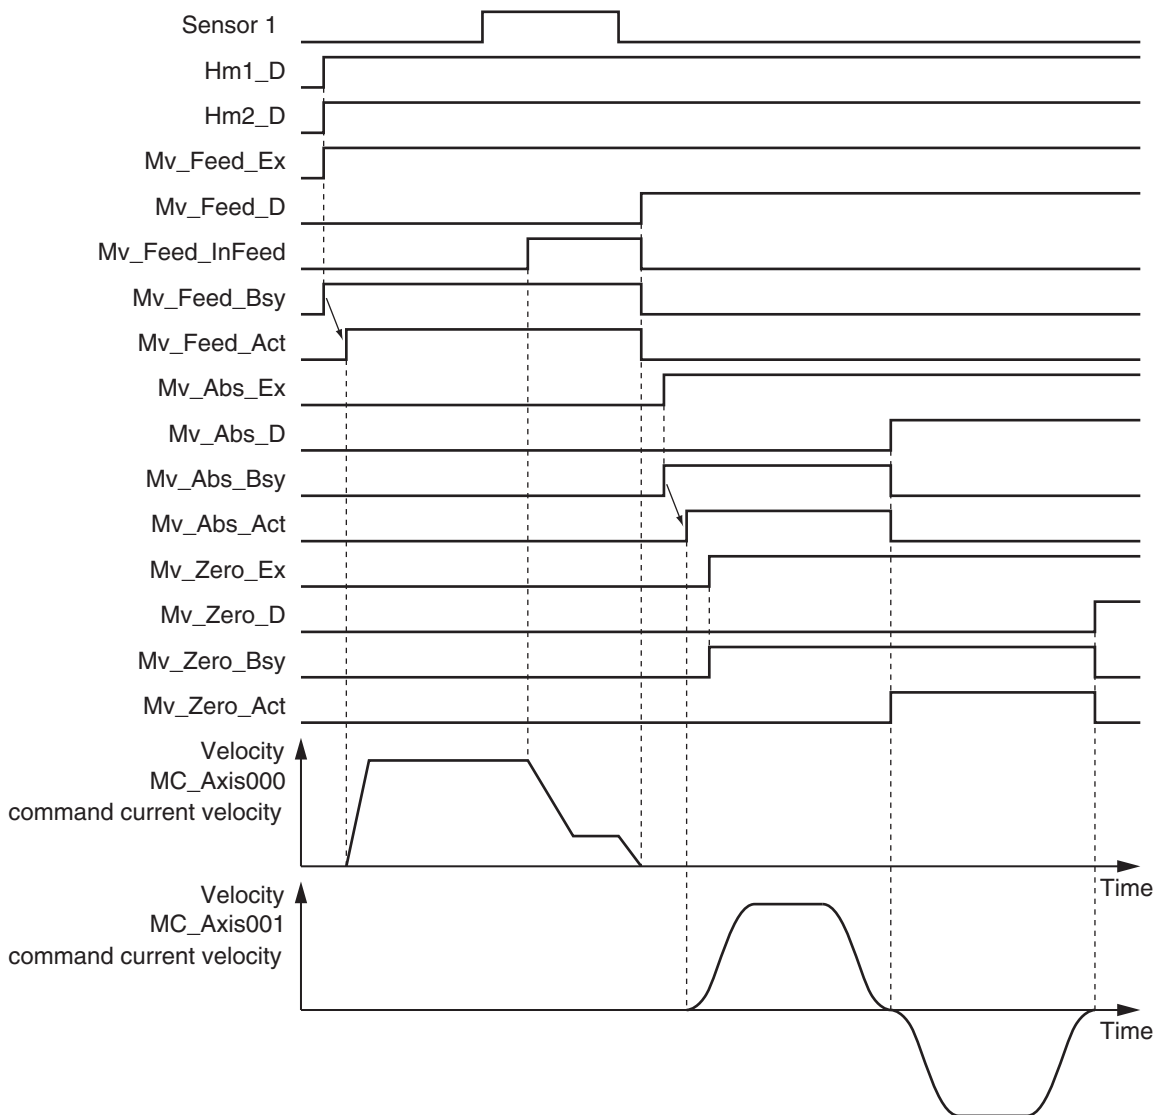 Sensor 1
Hm1_D
Hm2_D
Mv_Feed_Ex
Mv_Feed_D
Mv_Feed_InFeed
Mv_Feed_Bsy
Mv_Feed_Act
Mv_Abs_Ex
Mv_Abs_D
Mv_Abs_Bsy
Mv_Abs_Act
Mv_Zero_Ex
Mv_Zero_D
Mv_Zero_Bsy
Mv_Zero_Act
Velocity
MC_Axis000
command current velocity
Time
Velocity
MC_Axis001
command current velocity
Time